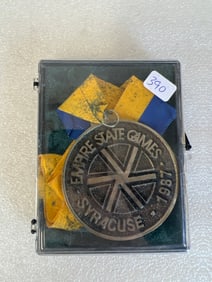 390
EMPIRE STATE GAMES
• 1987 •
SYRACUSE